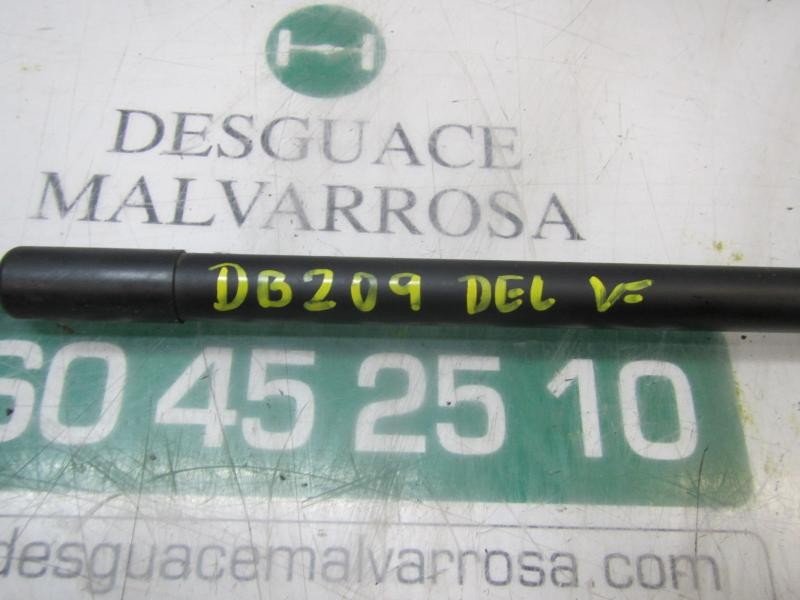 DESGUACE
MALVARROSA
DB209 DEL V=
60 45 25 10
desguacemalvarrosa.com